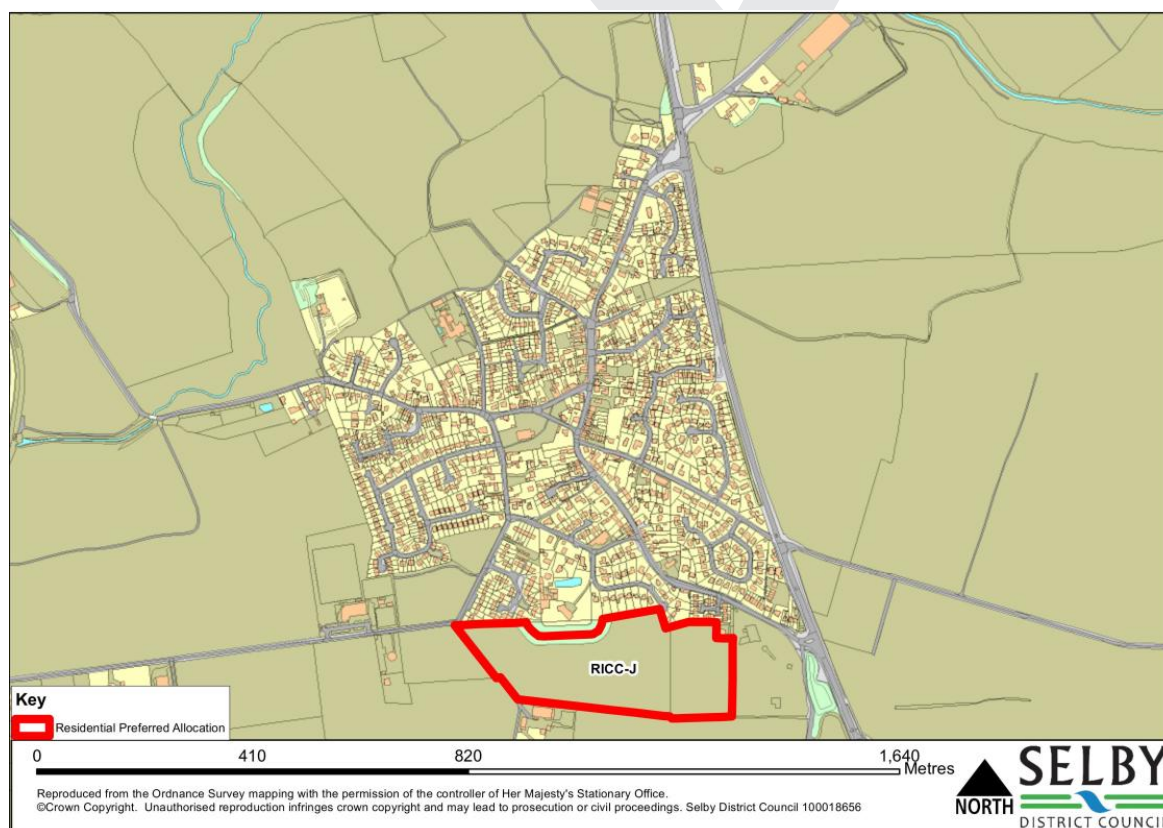 RICC-J
Key
Residential Preferred Allocation
0 410 820 1,640
Metres
Reproduced from the Ordnance Survey mapping with the permission of the controller of Her Majesty's Stationary Office.
©Crown Copyright. Unauthorised reproduction infringes crown copyright and may lead to prosecution or civil proceedings. Selby District Council 100018656
NORTH
SELBY
DISTRICT COUNCIL